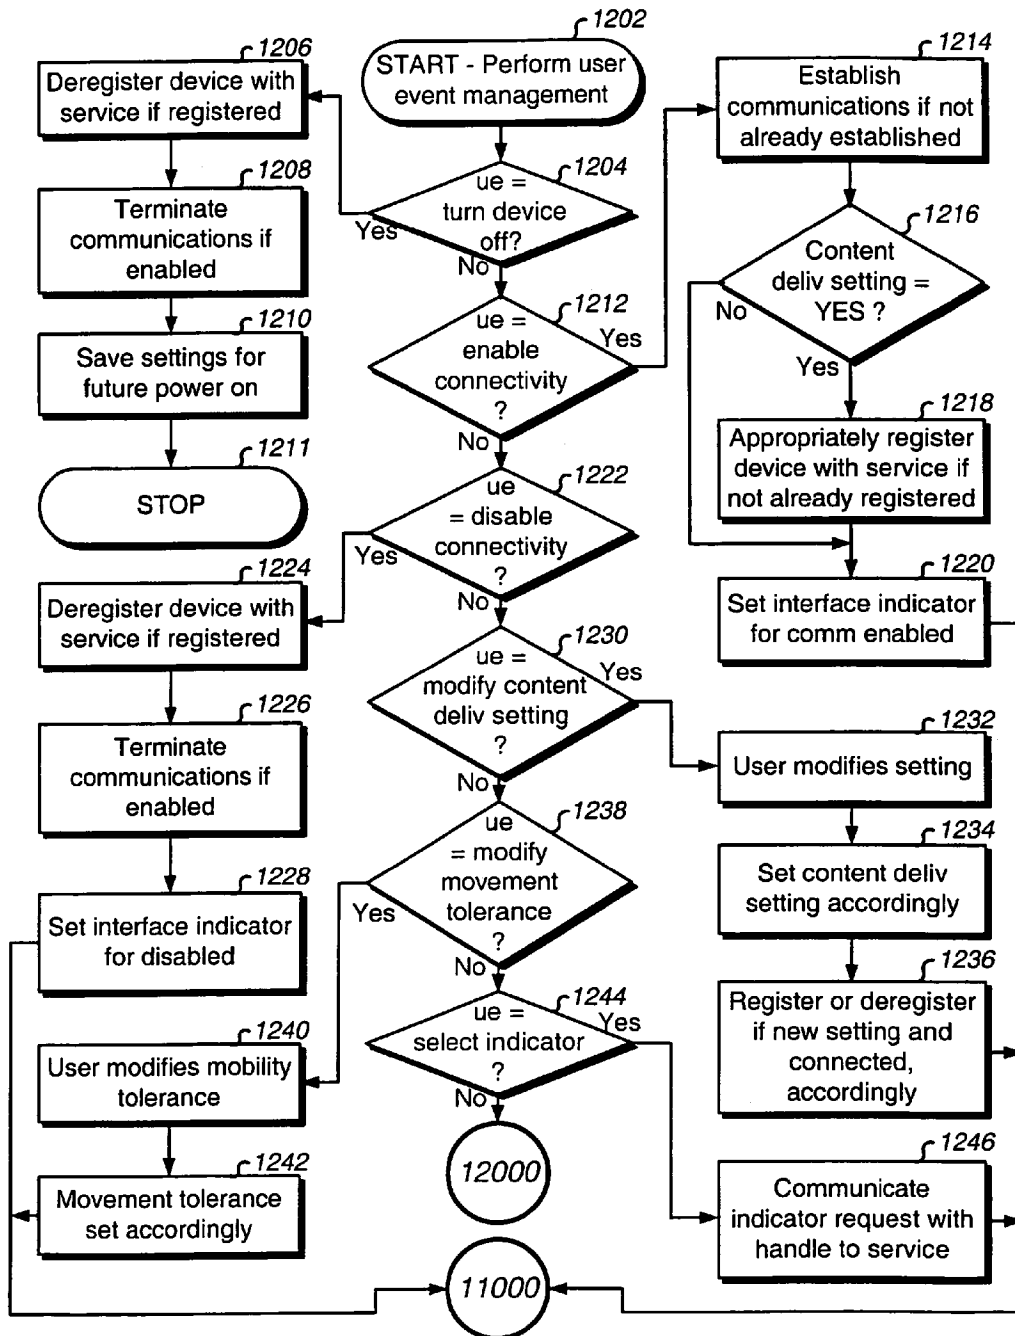 1202
START - Perform user
event management
1204
ue =
turn device
off?
Yes
No
1206
Deregister device with
service if registered
1208
Terminate
communications if
enabled
1210
Save settings for
future power on
1211
STOP
1212
ue =
enable
connectivity
?
Yes
No
1214
Establish
communications if not
already established
1216
Content
deliv setting =
YES ?
No
Yes
1218
Appropriately register
device with service if
not already registered
1220
Set interface indicator
for comm enabled
1222
ue
= disable
connectivity
?
Yes
No
1224
Deregister device with
service if registered
1226
Terminate
communications if
enabled
1228
Set interface indicator
for disabled
1230
ue =
modify content
deliv setting
?
Yes
No
1232
User modifies setting
1234
Set content deliv
setting accordingly
1236
Register or deregister
if new setting and
connected,
accordingly
1238
ue
= modify
movement
tolerance
?
Yes
No
1240
User modifies mobility
tolerance
1242
Movement tolerance
set accordingly
1244
ue =
select indicator
?
Yes
No
1246
Communicate
indicator request with
handle to service
12000
11000